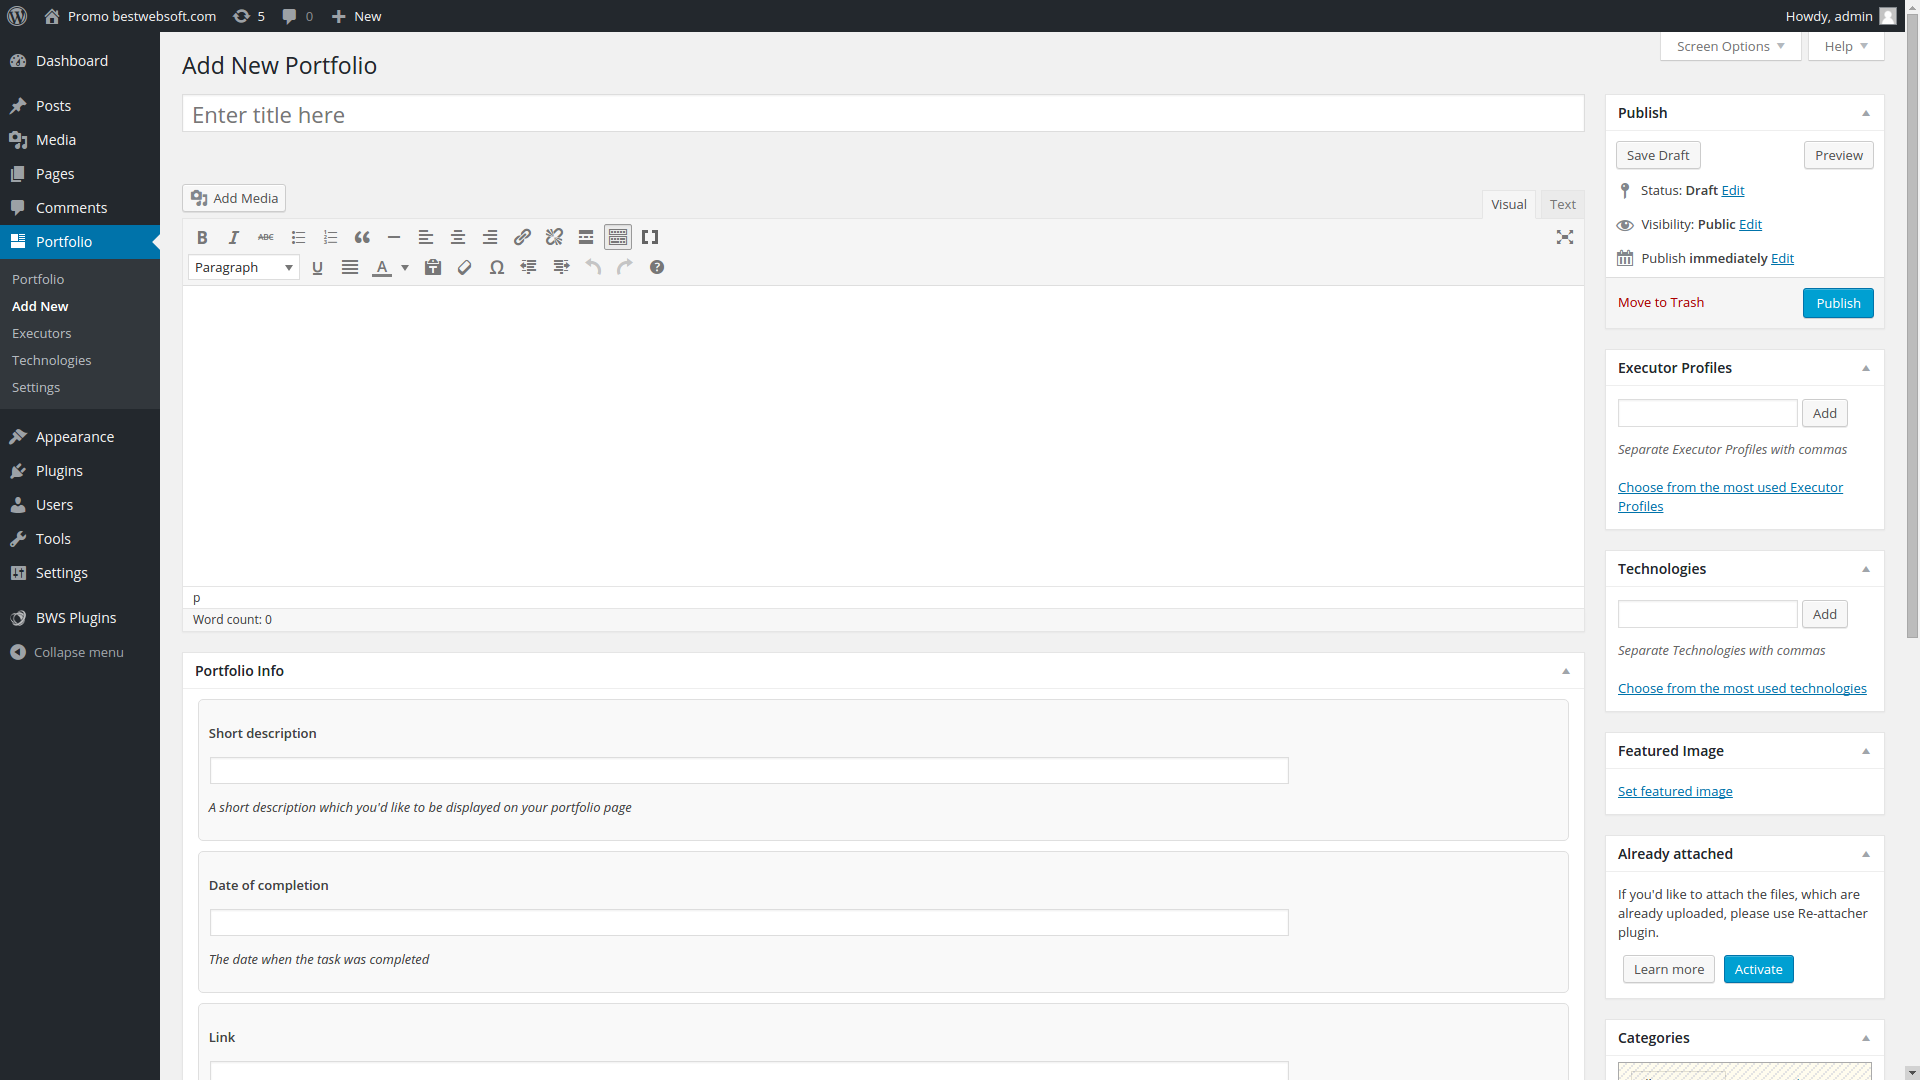 Promo bestwebsoft.com 5 0 New Howdy, admin
Dashboard
Posts
Media
Pages
Comments
Portfolio
Portfolio
Add New
Executors
Technologies
Settings
Appearance
Plugins
Users
Tools
Settings
BWS Plugins
Collapse menu
Screen Options Help
Add New Portfolio
Enter title here
Add Media
Visual Text
B I ABC
Paragraph U A Ω
p
Word count: 0
Portfolio Info
Short description
A short description which you'd like to be displayed on your portfolio page
Date of completion
The date when the task was completed
Link
Publish
Save Draft Preview
Status: Draft Edit
Visibility: Public Edit
Publish immediately Edit
Move to Trash Publish
Executor Profiles
Add
Separate Executor Profiles with commas
Choose from the most used Executor
Profiles
Technologies
Add
Separate Technologies with commas
Choose from the most used technologies
Featured Image
Set featured image
Already attached
If you'd like to attach the files, which are
already uploaded, please use Re-attacher
plugin.
Learn more Activate
Categories